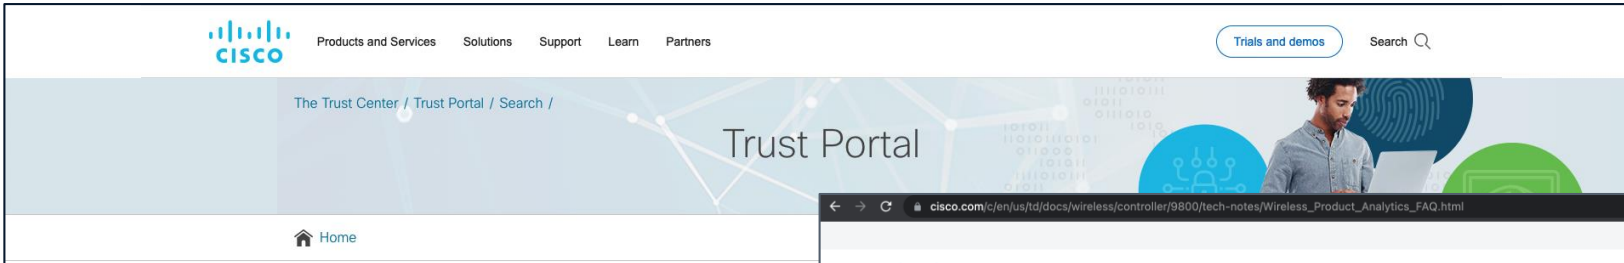 CISCO
Products and Services Solutions Support Learn Partners
Trials and demos
Search
The Trust Center / Trust Portal / Search /
Trust Portal
cisco.com/c/en/us/td/docs/wireless/controller/9800/tech-notes/Wireless_Product_Analytics_FAQ.html
Home